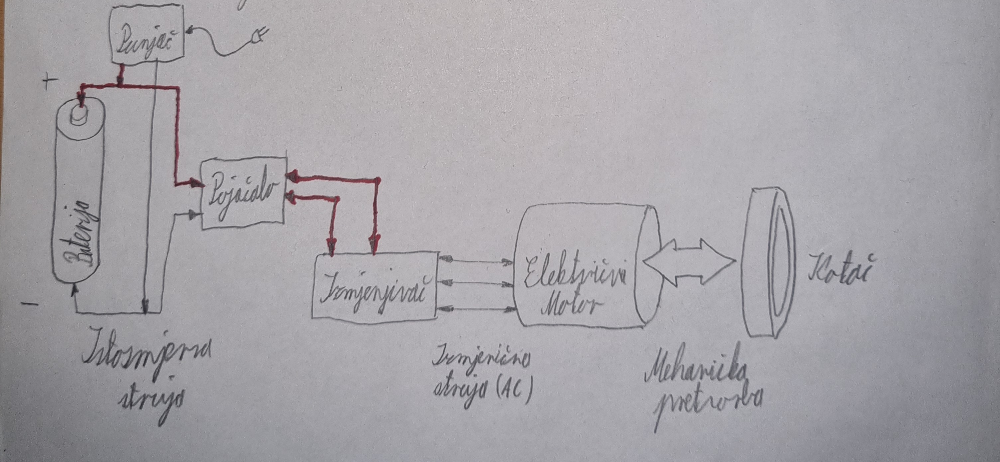 Punjač
+
Baterija
Pojačalo
Izmjenjivač
Električni
Motor
Kotač
-
Istosmjerna
struja
Izmjenična
struja (AC)
Mehanička
pretvorba